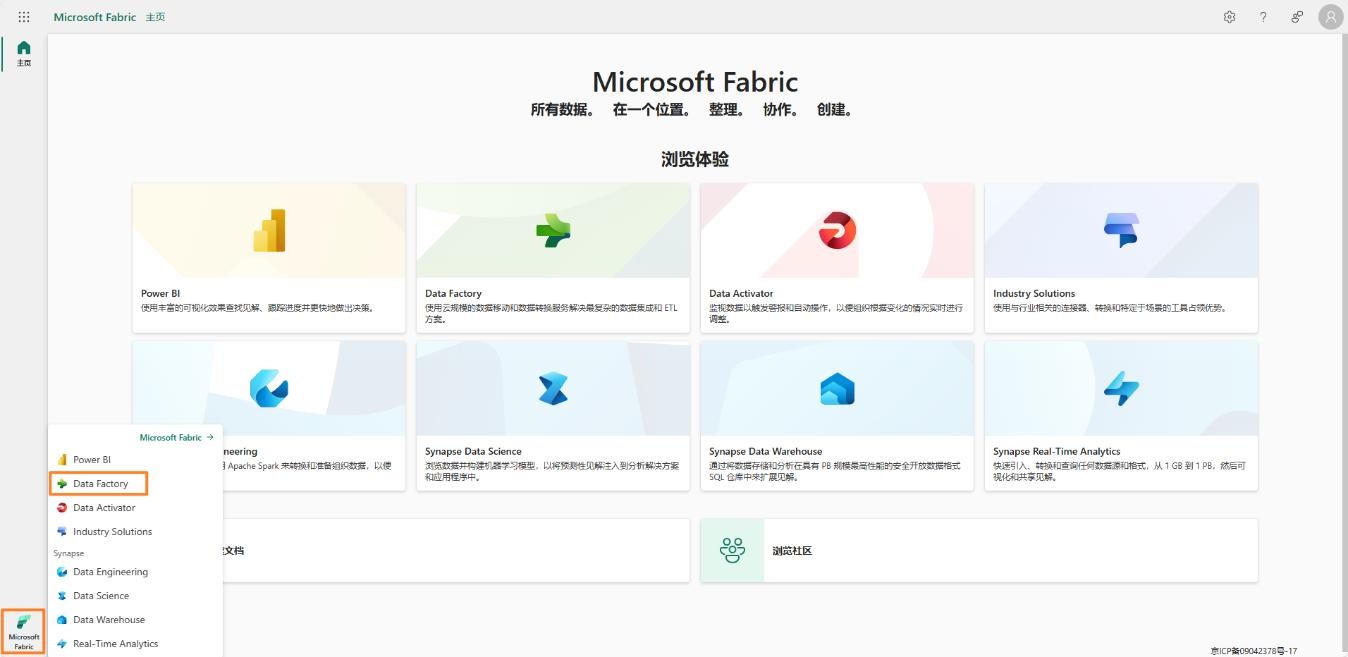 Microsoft Fabric 主页
主页
Microsoft Fabric
所有数据。 在一个位置。 整理。 协作。 创建。
浏览体验
Power BI
使用丰富的可视化效果查找见解、跟踪进度并更快地做出决策。
Data Factory
使用云规模的数据移动和数据转换服务解决最复杂的数据集成和 ETL
方案。
Data Activator
监视数据以触发警报和自动操作，以便组织根据变化的情况实时进行
调整。
Industry Solutions
使用与行业相关的连接器、转换和特定于场景的工具占领优势。
neering
Apache Spark 来转换和准备组织数据，以便
Synapse Data Science
浏览数据并构建机器学习模型，以将预测性见解注入到分析解决方案
和应用程序中。
Synapse Data Warehouse
通过将数据存储和分析在具有 PB 规模最高性能的安全开放数据格式
SQL 仓库中来扩展见解。
Synapse Real-Time Analytics
快速引入、转换和查询任何数据源和格式，从 1 GB 到 1 PB，然后可
视化和共享见解。
文档
浏览社区
Microsoft Fabric →
Power BI
Data Factory
Data Activator
Industry Solutions
Synapse
Data Engineering
Data Science
Data Warehouse
Real-Time Analytics
Microsoft
Fabric
京ICP备09042378号-17